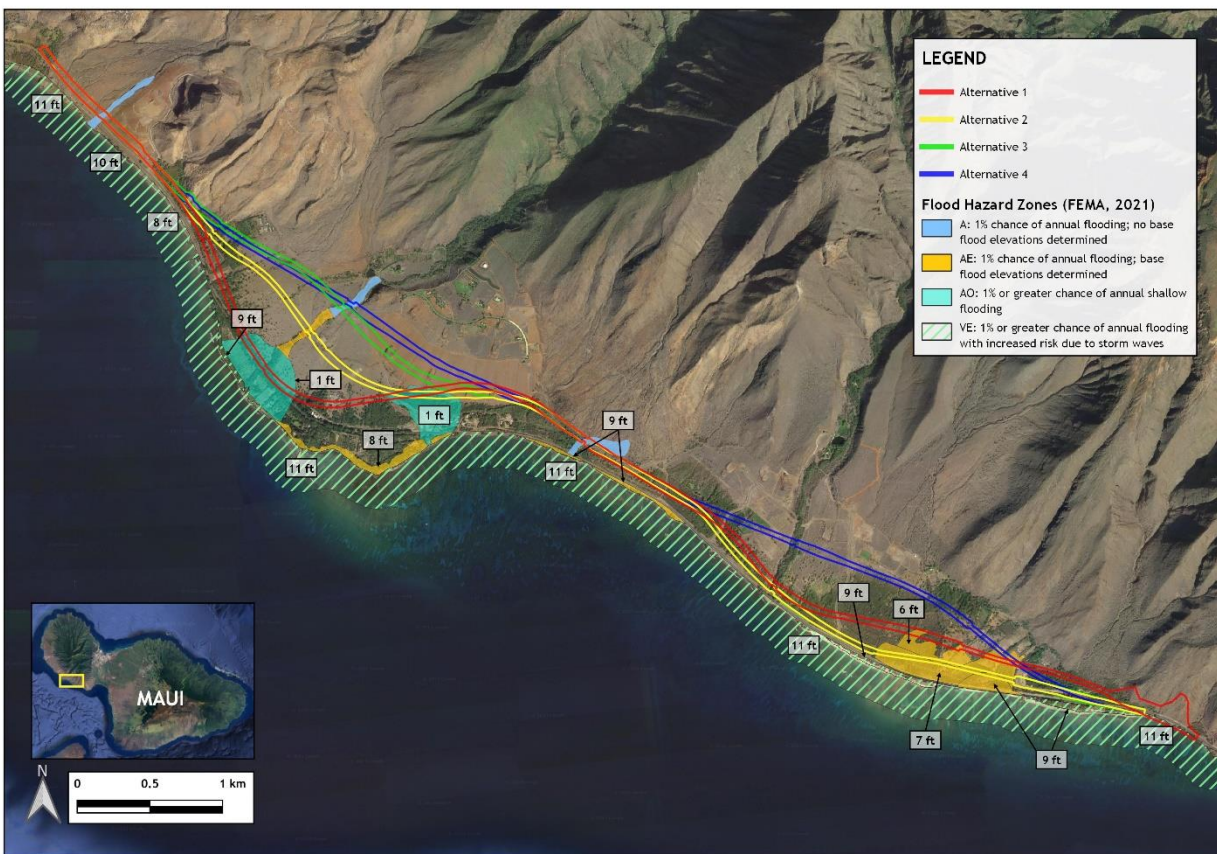 LEGEND
Alternative 1
Alternative 2
Alternative 3
Alternative 4
Flood Hazard Zones (FEMA, 2021)
A: 1% chance of annual flooding; no base
flood elevations determined
AE: 1% chance of annual flooding; base
flood elevations determined
AO: 1% or greater chance of annual shallow
flooding
VE: 1% or greater chance of annual flooding
with increased risk due to storm waves
11 ft
10 ft
8 ft
9 ft
1 ft
1 ft
8 ft
11 ft
9 ft
11 ft
9 ft
6 ft
11 ft
7 ft
9 ft
11 ft
MAUI
N
0 0.5 1 km